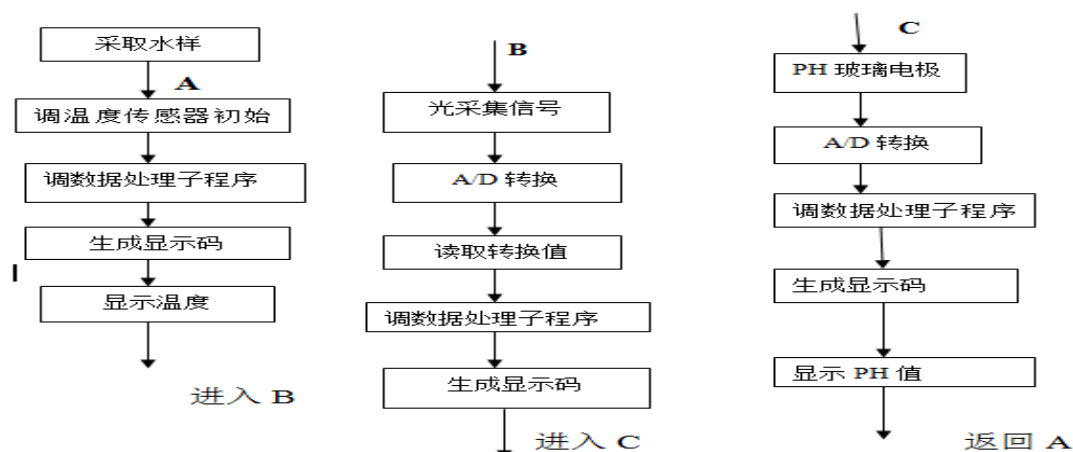 采取水样
A
调温度传感器初始
调数据处理子程序
生成显示码
显示温度
进入 B
B
光采集信号
A/D 转换
读取转换值
调数据处理子程序
生成显示码
进入 C
C
PH 玻璃电极
A/D 转换
调数据处理子程序
生成显示码
显示 PH 值
返回 A